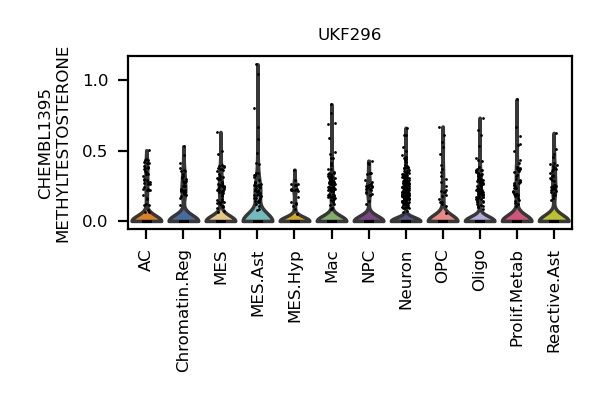 UKF296
CHEMBL1395
METHYLTESTOSTERONE
1.0
0.5
0.0
AC
Chromatin.Reg
MES
MES.Ast
MES.Hyp
Mac
NPC
Neuron
OPC
Oligo
Prolif.Metab
Reactive.Ast